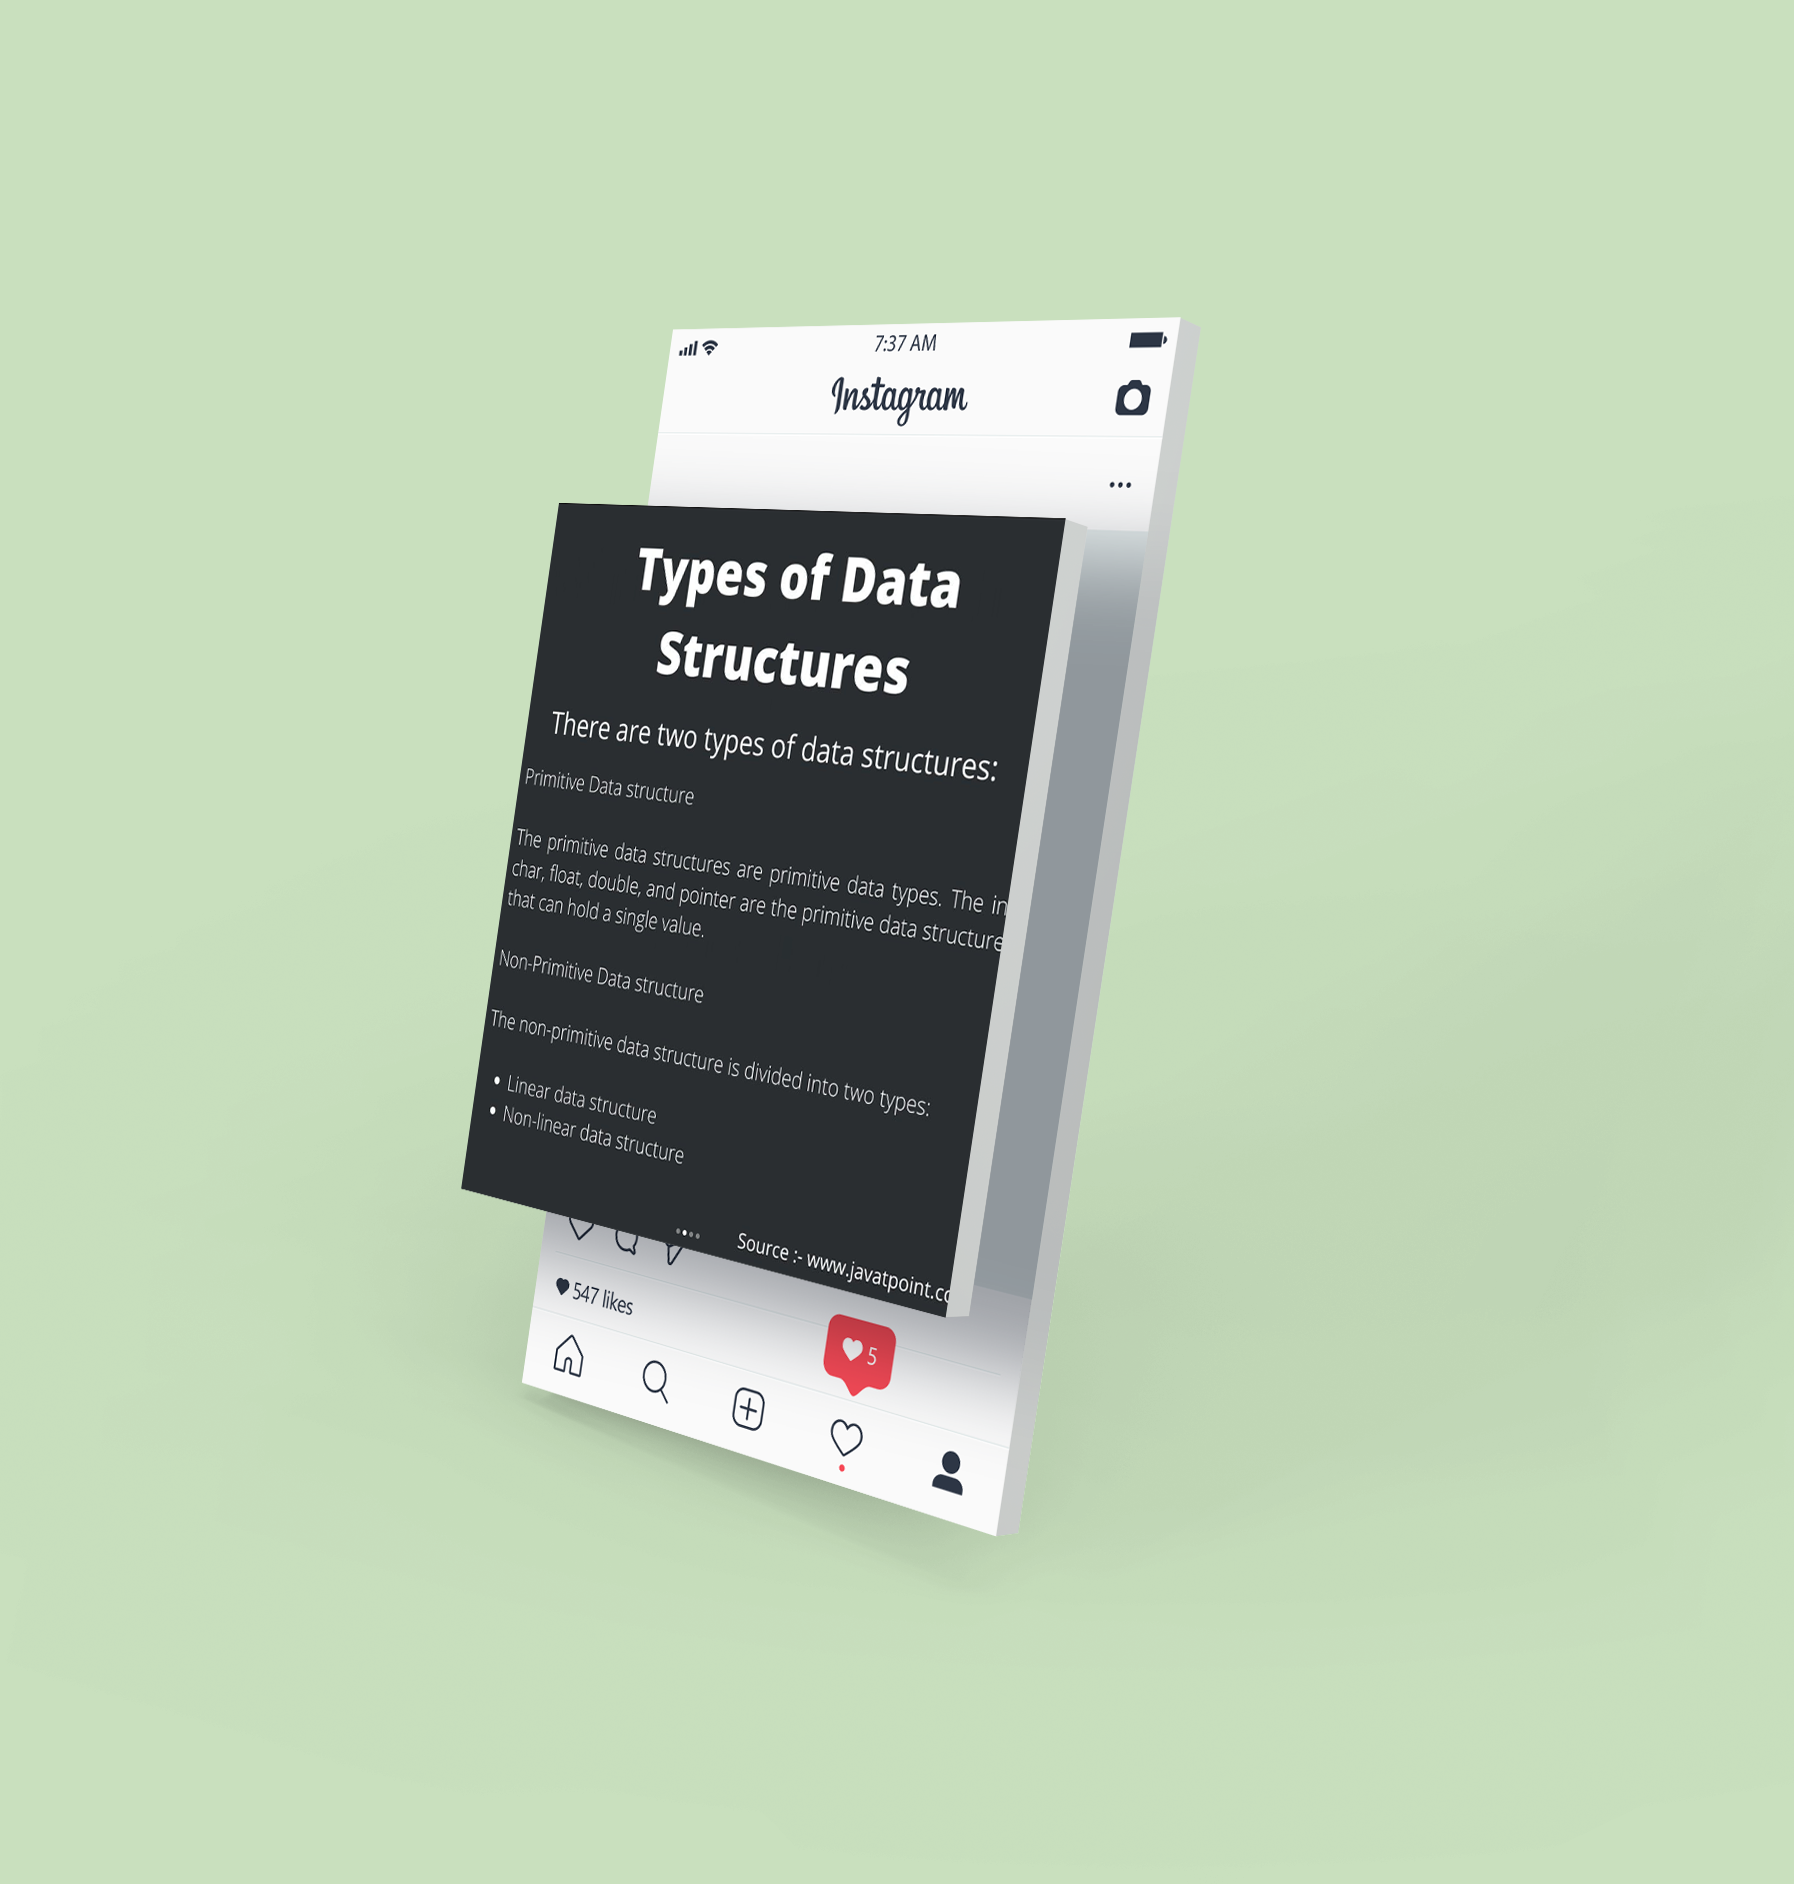 7:37 AM
Instagram
Types of Data
Structures
There are two types of data structures:
Primitive Data structure
The primitive data structures are primitive data types. The in
char, float, double, and pointer are the primitive data structure
that can hold a single value.
Non-Primitive Data structure
The non-primitive data structure is divided into two types:
• Linear data structure
• Non-linear data structure
Source :- www.javatpoint.co
547 likes
5